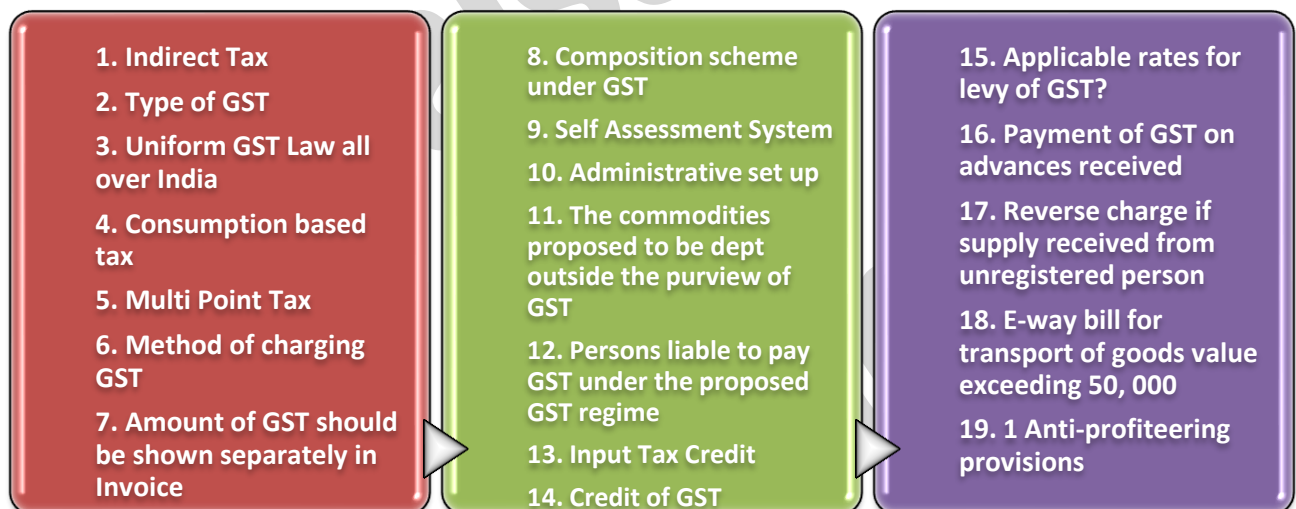 1. Indirect Tax
2. Type of GST
3. Uniform GST Law all
over India
4. Consumption based
tax
5. Multi Point Tax
6. Method of charging
GST
7. Amount of GST should
be shown separately in
Invoice
8. Composition scheme
under GST
9. Self Assessment System
10. Administrative set up
11. The commodities
proposed to be dept
outside the purview of
GST
12. Persons liable to pay
GST under the proposed
GST regime
13. Input Tax Credit
14. Credit of GST
15. Applicable rates for
levy of GST?
16. Payment of GST on
advances received
17. Reverse charge if
supply received from
unregistered person
18. E-way bill for
transport of goods value
exceeding 50, 000
19. 1 Anti-profiteering
provisions